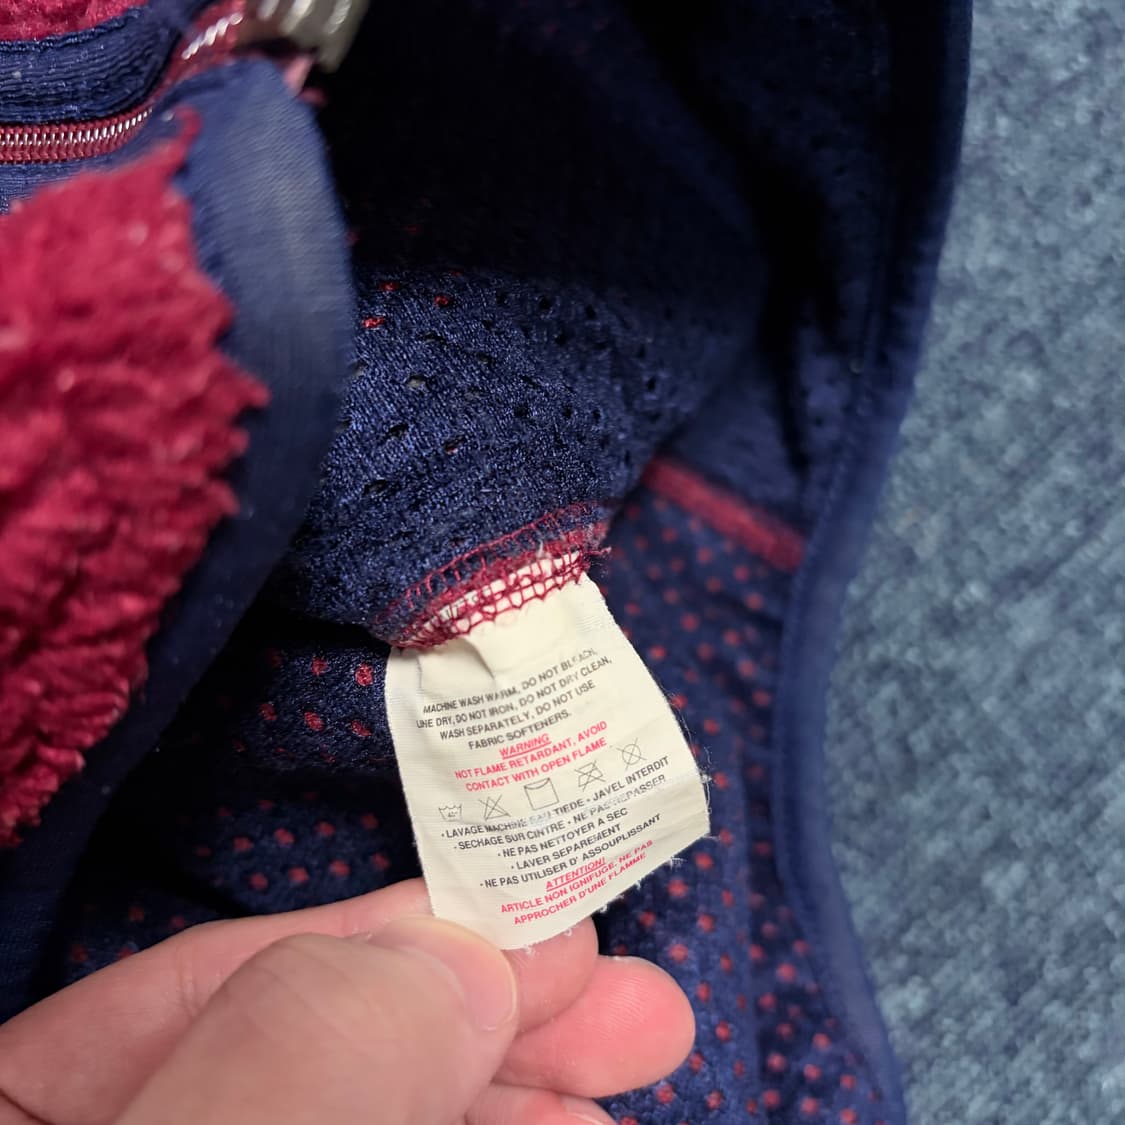 MACHINE WASH WARM, DO NOT BLEACH,
LINE DRY, DO NOT IRON, DO NOT DRY CLEAN,
WASH SEPARATELY, DO NOT USE
FABRIC SOFTENERS.
WARNING
NOT FLAME RETARDANT, AVOID
CONTACT WITH OPEN FLAME
• LAVAGE MACHINE EAU TIEDE • JAVEL INTERDIT
• SECHAGE SUR CINTRE • NE PAS REPASSER
• NE PAS NETTOYER A SEC
• LAVER SEPAREMENT
• NE PAS UTILISER D' ASSOUPLISSANT
ATTENTION!
ARTICLE NON IGNIFUGE. NE PAS
APPROCHER D'UNE FLAMME